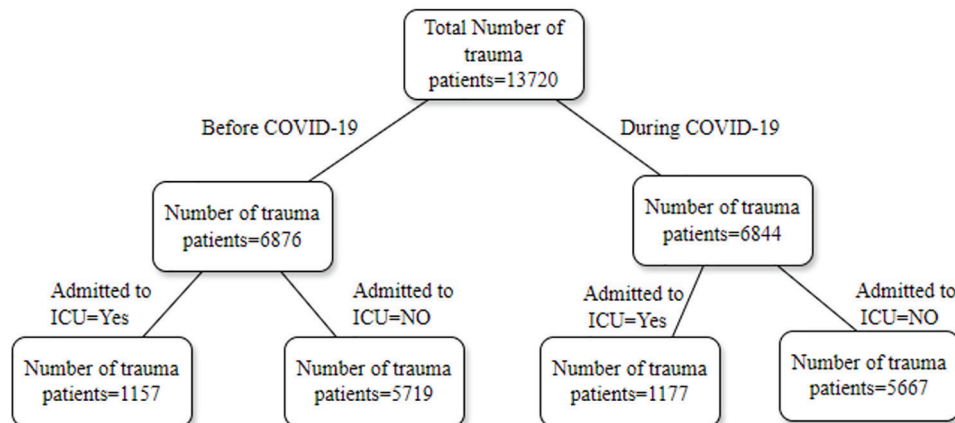 Total Number of
trauma
patients=13720
Before COVID-19
During COVID-19
Number of trauma
patients=6876
Number of trauma
patients=6844
Admitted to
ICU=Yes
Admitted to
ICU=NO
Admitted to
ICU=Yes
Admitted to
ICU=NO
Number of trauma
patients=1157
Number of trauma
patients=5719
Number of trauma
patients=1177
Number of trauma
patients=5667